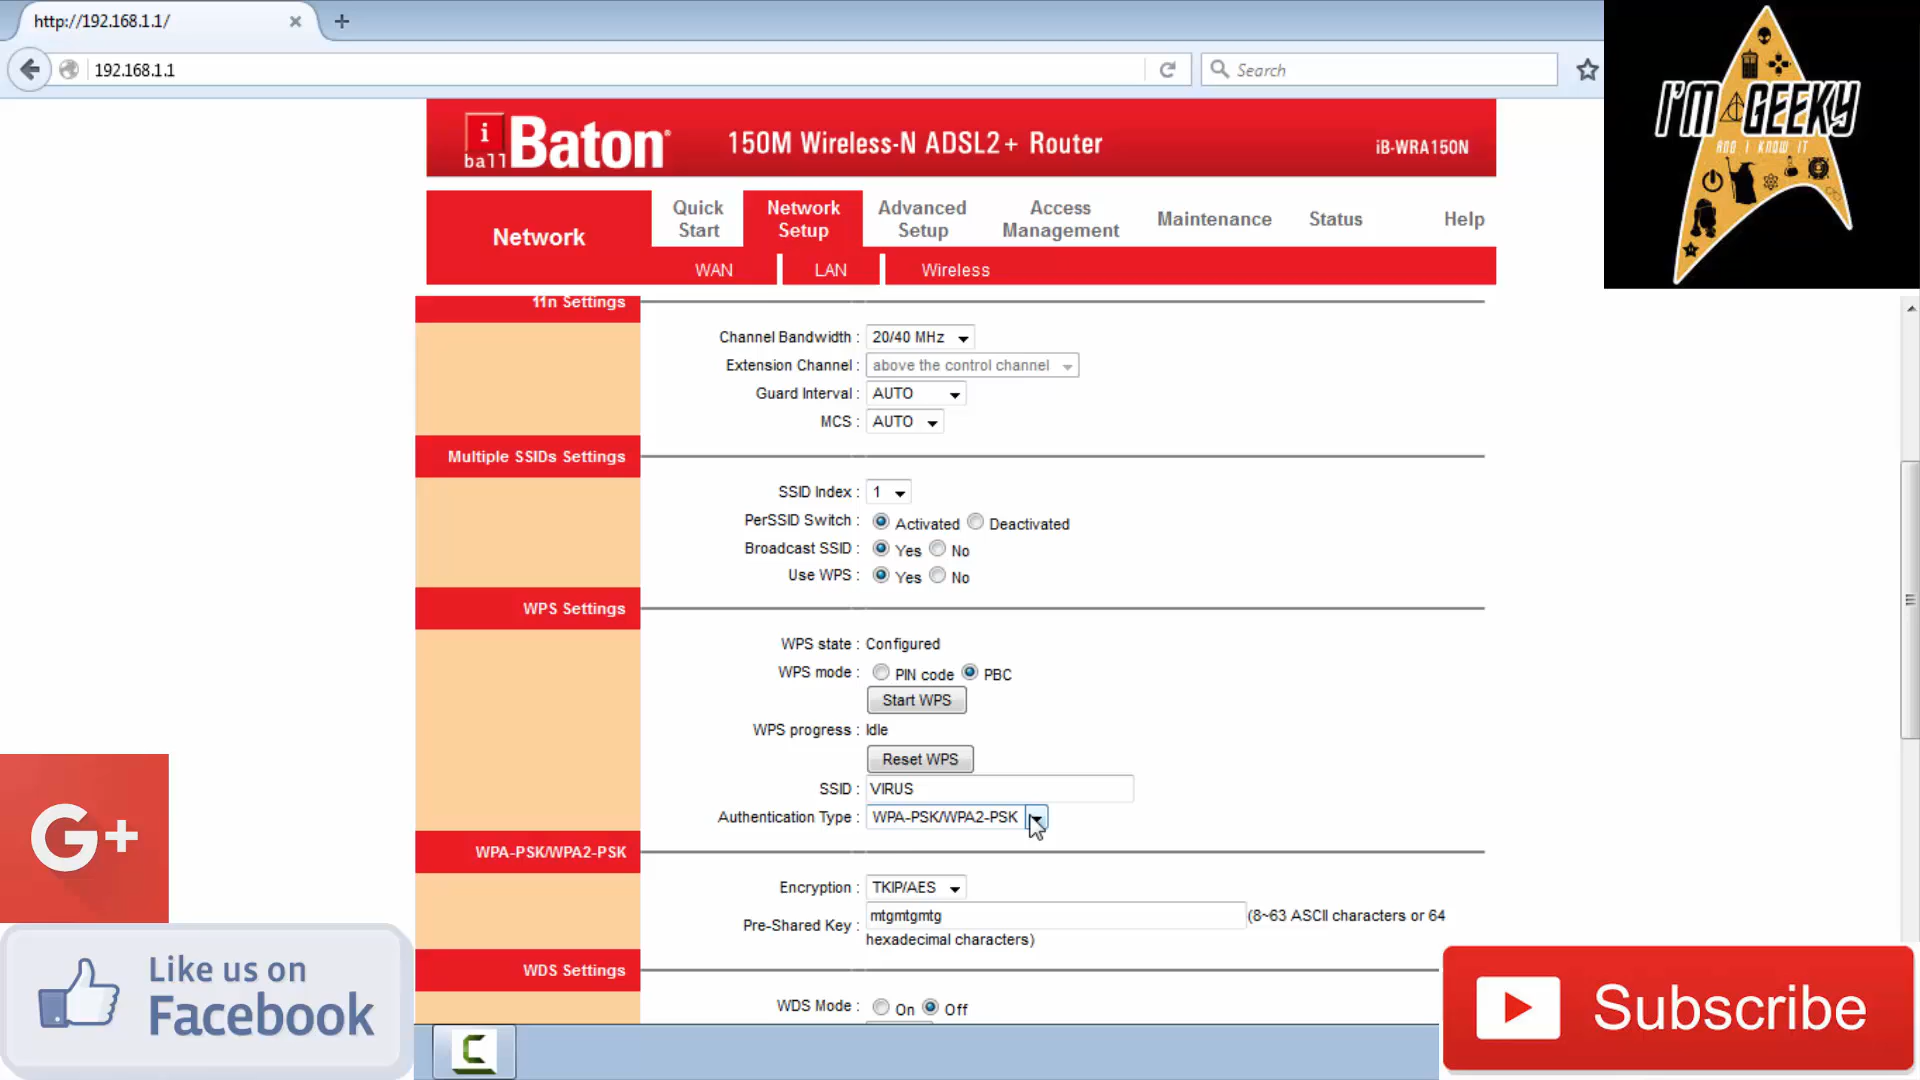 http://192.168.1.1/
192.168.1.1
Search
I'M GEEKY
AND I KNOW IT
i ball Baton
150M Wireless-N ADSL2+ Router
iB-WRA150N
Network
Quick Start
Network Setup
Advanced Setup
Access Management
Maintenance
Status
Help
WAN
LAN
Wireless
11n Settings
Channel Bandwidth : 20/40 MHz
Extension Channel : above the control channel
Guard Interval : AUTO
MCS : AUTO
Multiple SSIDs Settings
SSID Index : 1
PerSSID Switch : Activated Deactivated
Broadcast SSID : Yes No
Use WPS : Yes No
WPS Settings
WPS state : Configured
WPS mode : PIN code PBC
Start WPS
WPS progress : Idle
Reset WPS
SSID : VIRUS
Authentication Type : WPA-PSK/WPA2-PSK
WPA-PSK/WPA2-PSK
Encryption : TKIP/AES
Pre-Shared Key : mtgmtgmtg (8~63 ASCII characters or 64
hexadecimal characters)
WDS Settings
WDS Mode : On Off
G+
Like us on
Facebook
C
Subscribe